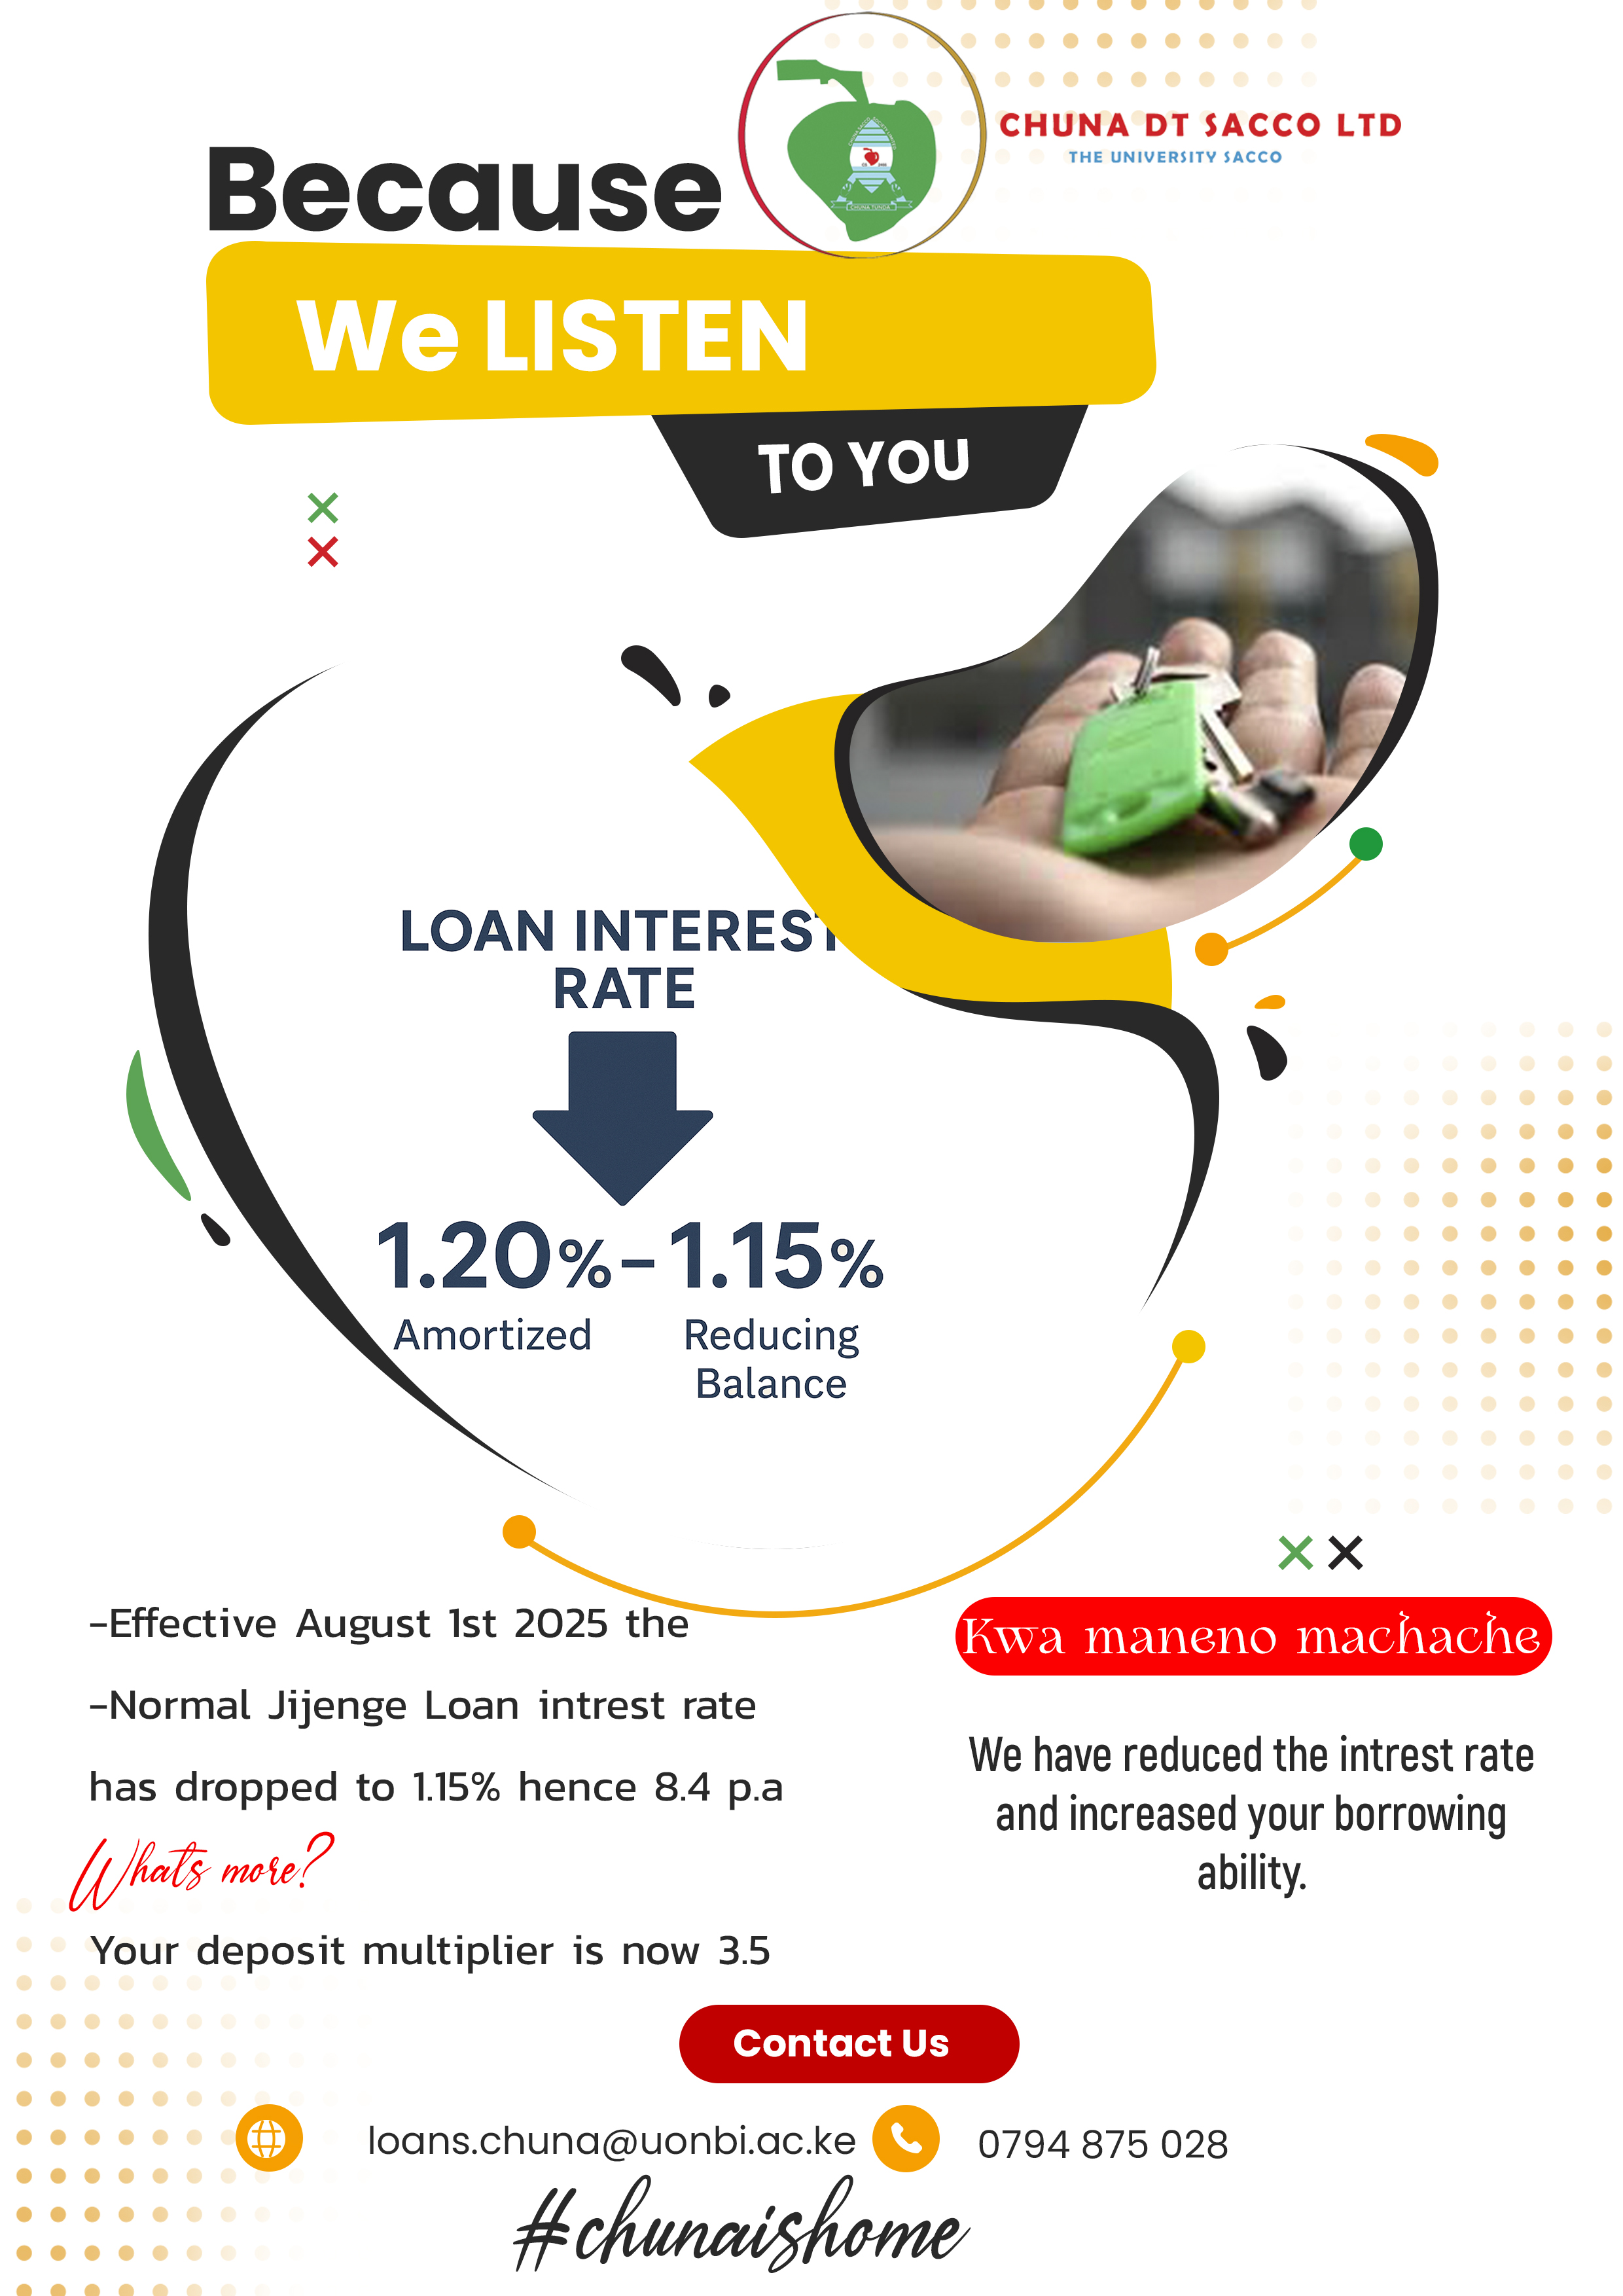 Because
CHUNA DT SACCO LTD
THE UNIVERSITY SACCO
CHUNA TUNDA
We LISTEN
TO YOU
LOAN INTEREST
RATE
1.20% - 1.15%
Amortized Reducing
Balance
-Effective August 1st 2025 the
-Normal Jijenge Loan intrest rate
has dropped to 1.15% hence 8.4 p.a
What's more?
Your deposit multiplier is now 3.5
Kwa maneno machache
We have reduced the intrest rate
and increased your borrowing
ability.
Contact Us
loans.chuna@uonbi.ac.ke 0794 875 028
#chunaishome